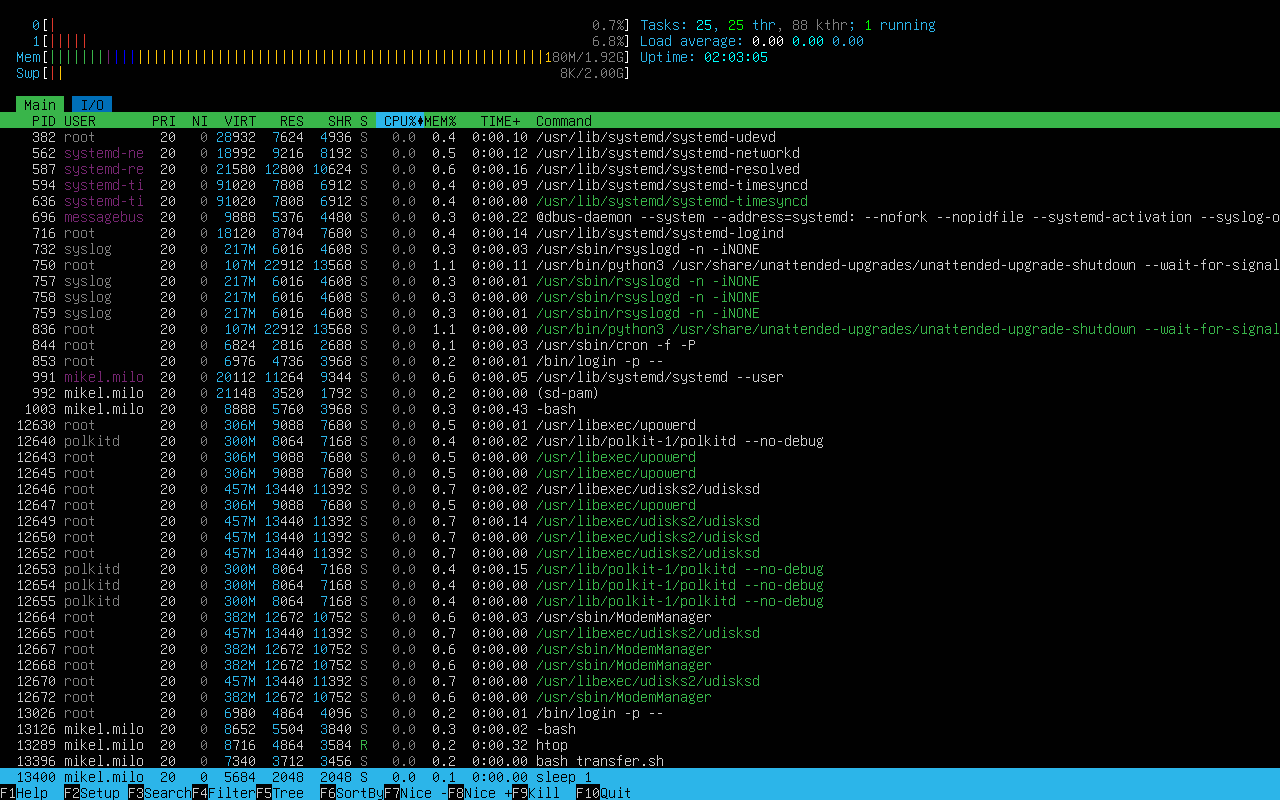 0[| 0.7%] Tasks: 25, 25 thr, 88 kthr; 1 running
1[||||| 6.8%] Load average: 0.00 0.00 0.00
Mem[||||||||||||||||||||||||||||||||||||||||||||||||||||||||||||||180M/1.92G] Uptime: 02:03:05
Swp[|| 8K/2.00G]
Main I/O
PID USER PRI NI VIRT RES SHR S CPU%♦MEM% TIME+ Command
382 root 20 0 28932 7624 4936 S 0.0 0.4 0:00.10 /usr/lib/systemd/systemd-udevd
562 systemd-ne 20 0 18992 9216 8192 S 0.0 0.5 0:00.12 /usr/lib/systemd/systemd-networkd
587 systemd-re 20 0 21580 12800 10624 S 0.0 0.6 0:00.16 /usr/lib/systemd/systemd-resolved
594 systemd-ti 20 0 91020 7808 6912 S 0.0 0.4 0:00.09 /usr/lib/systemd/systemd-timesyncd
636 systemd-ti 20 0 91020 7808 6912 S 0.0 0.4 0:00.00 /usr/lib/systemd/systemd-timesyncd
696 messagebus 20 0 9888 5376 4480 S 0.0 0.3 0:00.22 @dbus-daemon --system --address=systemd: --nofork --nopidfile --systemd-activation --syslog-o
716 root 20 0 18120 8704 7680 S 0.0 0.4 0:00.14 /usr/lib/systemd/systemd-logind
732 syslog 20 0 217M 6016 4608 S 0.0 0.3 0:00.03 /usr/sbin/rsyslogd -n -iNONE
750 root 20 0 107M 22912 13568 S 0.0 1.1 0:00.11 /usr/bin/python3 /usr/share/unattended-upgrades/unattended-upgrade-shutdown --wait-for-signal
757 syslog 20 0 217M 6016 4608 S 0.0 0.3 0:00.01 /usr/sbin/rsyslogd -n -iNONE
758 syslog 20 0 217M 6016 4608 S 0.0 0.3 0:00.00 /usr/sbin/rsyslogd -n -iNONE
759 syslog 20 0 217M 6016 4608 S 0.0 0.3 0:00.01 /usr/sbin/rsyslogd -n -iNONE
836 root 20 0 107M 22912 13568 S 0.0 1.1 0:00.00 /usr/bin/python3 /usr/share/unattended-upgrades/unattended-upgrade-shutdown --wait-for-signal
844 root 20 0 6824 2816 2688 S 0.0 0.1 0:00.03 /usr/sbin/cron -f -P
853 root 20 0 6976 4736 3968 S 0.0 0.2 0:00.01 /bin/login -p --
991 mikel.milo 20 0 20112 11264 9344 S 0.0 0.6 0:00.05 /usr/lib/systemd/systemd --user
992 mikel.milo 20 0 21148 3520 1792 S 0.0 0.2 0:00.00 (sd-pam)
1003 mikel.milo 20 0 8888 5760 3968 S 0.0 0.3 0:00.43 -bash
12630 root 20 0 306M 9088 7680 S 0.0 0.5 0:00.01 /usr/libexec/upowerd
12640 polkitd 20 0 300M 8064 7168 S 0.0 0.4 0:00.02 /usr/lib/polkit-1/polkitd --no-debug
12643 root 20 0 306M 9088 7680 S 0.0 0.5 0:00.00 /usr/libexec/upowerd
12645 root 20 0 306M 9088 7680 S 0.0 0.5 0:00.00 /usr/libexec/upowerd
12646 root 20 0 457M 13440 11392 S 0.0 0.7 0:00.02 /usr/libexec/udisks2/udisksd
12647 root 20 0 306M 9088 7680 S 0.0 0.5 0:00.00 /usr/libexec/upowerd
12649 root 20 0 457M 13440 11392 S 0.0 0.7 0:00.14 /usr/libexec/udisks2/udisksd
12650 root 20 0 457M 13440 11392 S 0.0 0.7 0:00.00 /usr/libexec/udisks2/udisksd
12652 root 20 0 457M 13440 11392 S 0.0 0.7 0:00.00 /usr/libexec/udisks2/udisksd
12653 polkitd 20 0 300M 8064 7168 S 0.0 0.4 0:00.15 /usr/lib/polkit-1/polkitd --no-debug
12654 polkitd 20 0 300M 8064 7168 S 0.0 0.4 0:00.00 /usr/lib/polkit-1/polkitd --no-debug
12655 polkitd 20 0 300M 8064 7168 S 0.0 0.4 0:00.01 /usr/lib/polkit-1/polkitd --no-debug
12664 root 20 0 382M 12672 10752 S 0.0 0.6 0:00.03 /usr/sbin/ModemManager
12665 root 20 0 457M 13440 11392 S 0.0 0.7 0:00.00 /usr/libexec/udisks2/udisksd
12667 root 20 0 382M 12672 10752 S 0.0 0.6 0:00.00 /usr/sbin/ModemManager
12668 root 20 0 382M 12672 10752 S 0.0 0.6 0:00.00 /usr/sbin/ModemManager
12670 root 20 0 457M 13440 11392 S 0.0 0.7 0:00.00 /usr/libexec/udisks2/udisksd
12672 root 20 0 382M 12672 10752 S 0.0 0.6 0:00.00 /usr/sbin/ModemManager
13026 root 20 0 6980 4864 4096 S 0.0 0.2 0:00.01 /bin/login -p --
13126 mikel.milo 20 0 8652 5504 3840 S 0.0 0.3 0:00.02 -bash
13289 mikel.milo 20 0 8716 4864 3584 R 0.0 0.2 0:00.32 htop
13396 mikel.milo 20 0 7340 3712 3456 S 0.0 0.2 0:00.00 bash transfer.sh
13400 mikel.milo 20 0 5684 2048 2048 S 0.0 0.1 0:00.00 sleep 1
F1Help F2Setup F3SearchF4FilterF5Tree F6SortByF7Nice -F8Nice +F9Kill F10Quit